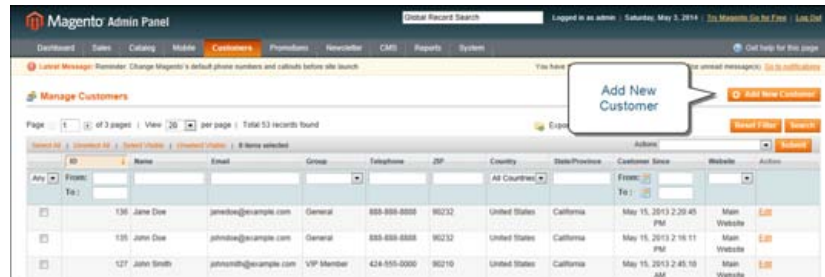 Magento Admin Panel
Global Record Search
Logged in as admin | Saturday, May 3, 2014 | Try Magento Go for Free | Log Out
Dashboard Sales Catalog Mobile Customers Promotions Newsletter CMS Reports System
Get help for this page
Latest Message: Reminder: Change Magento's default phone numbers and callouts before site launch
You have
unread message(s). Go to notifications
Add New
Customer
Manage Customers
Add New Customer
Page 1 of 3 pages | View 20 per page | Total 53 records found
Reset Filter Search
Select All | Unselect All | Select Visible | Unselect Visible | 0 items selected
Actions Submit
ID Name Email Group Telephone ZIP Country State/Province Customer Since Website Action
Any From: All Countries From:
To: To:
136 Jane Doe janedoe@example.com General 888-888-8888 90232 United States California May 15, 2013 2:20:45 Main Edit
PM Website
135 John Doe johndoe@example.com General 888-888-8888 90232 United States California May 15, 2013 2:16:11 Main Edit
PM Website
127 John Smith johnsmith@example.com VIP Member 424-555-0000 90210 United States California May 15, 2013 2:45:10 Main Edit
AM Website